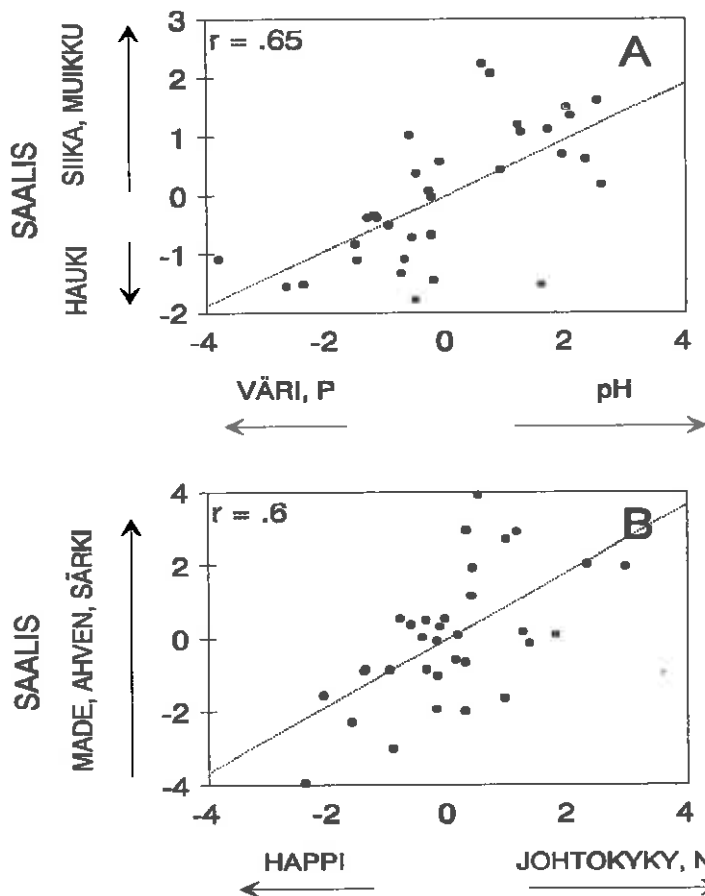 r = .65
A
SAALIS
SIIKA, MUIKKU
HAUKI
3
2
1
0
-1
-2
-4
-2
0
2
4
VÄRI, P
pH
r = .6
B
SAALIS
MADE, AHVEN, SÄRKI
4
2
0
-2
-4
-4
-2
0
2
4
HAPPI
JOHTOKYKY, N